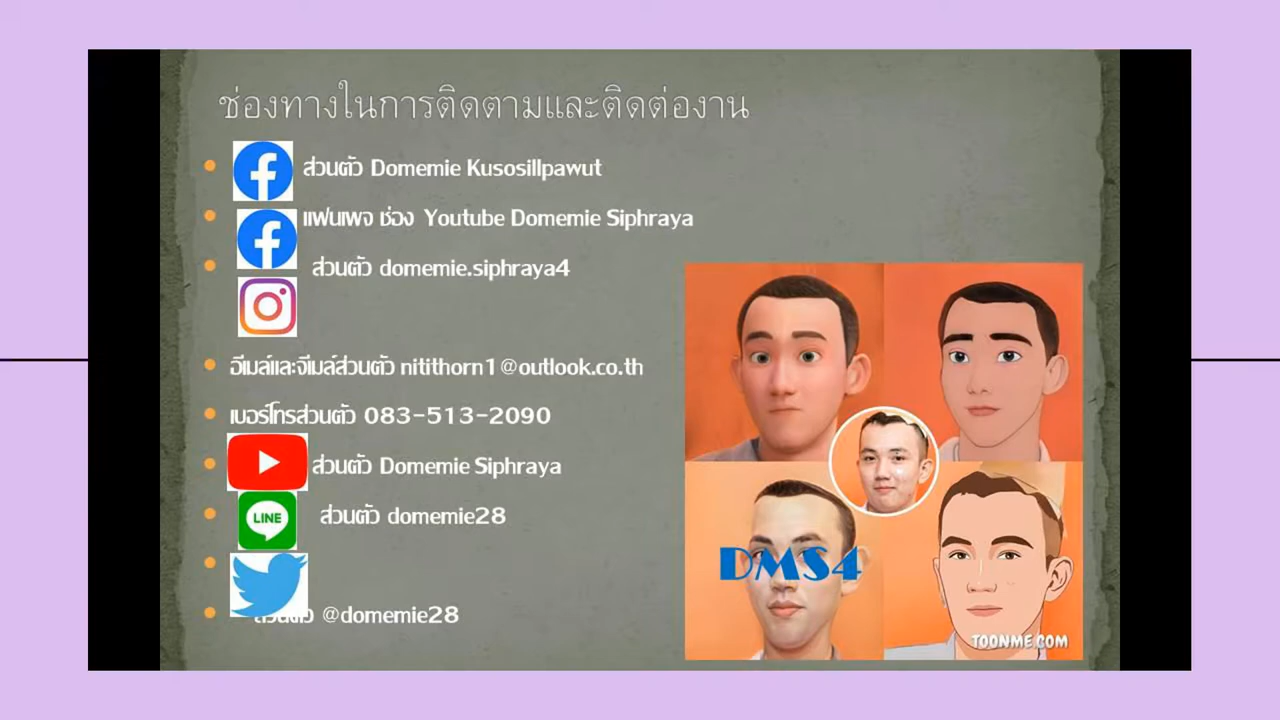 ช่องทางในการติดตามและติดต่องาน
ส่วนตัว Domemie Kusosillpawut
แฟนเพจ ช่อง Youtube Domemie Siphraya
ส่วนตัว domemie.siphraya4
อีเมล์และจีเมล์ส่วนตัว nitithorn1@outlook.co.th
เบอร์โทรส่วนตัว 083-513-2090
ส่วนตัว Domemie Siphraya
LINE
ส่วนตัว domemie28
ส่วนตัว @domemie28
DMS4
TOONME.COM